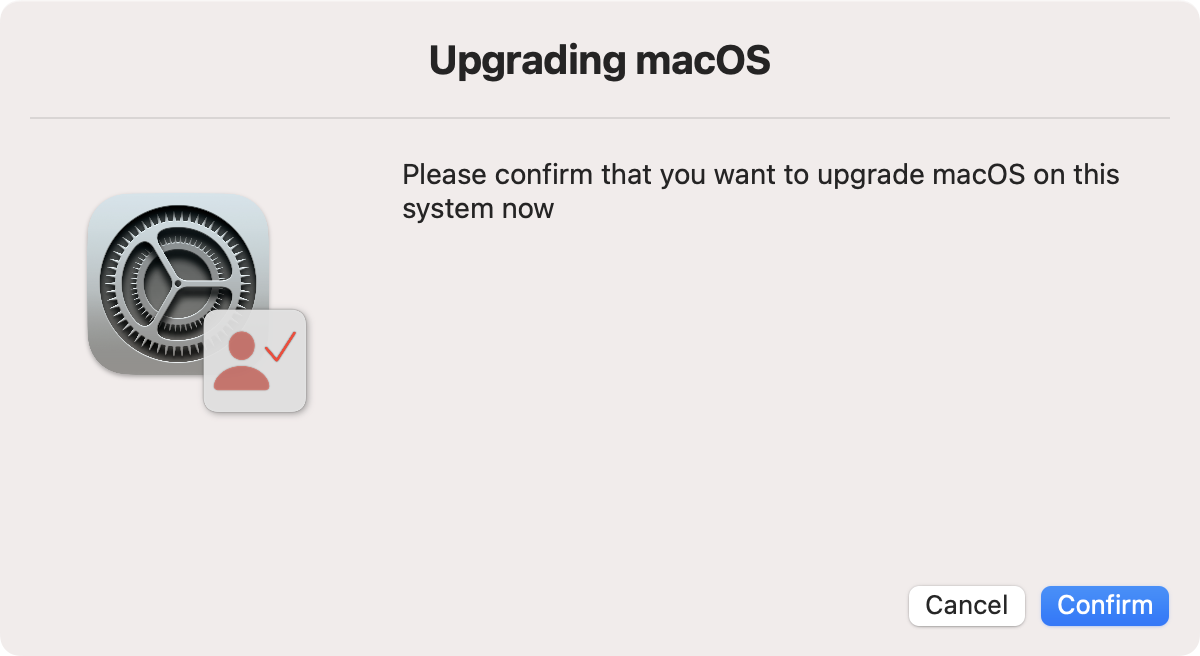 Upgrading macOS
Please confirm that you want to upgrade macOS on this
system now
Cancel
Confirm